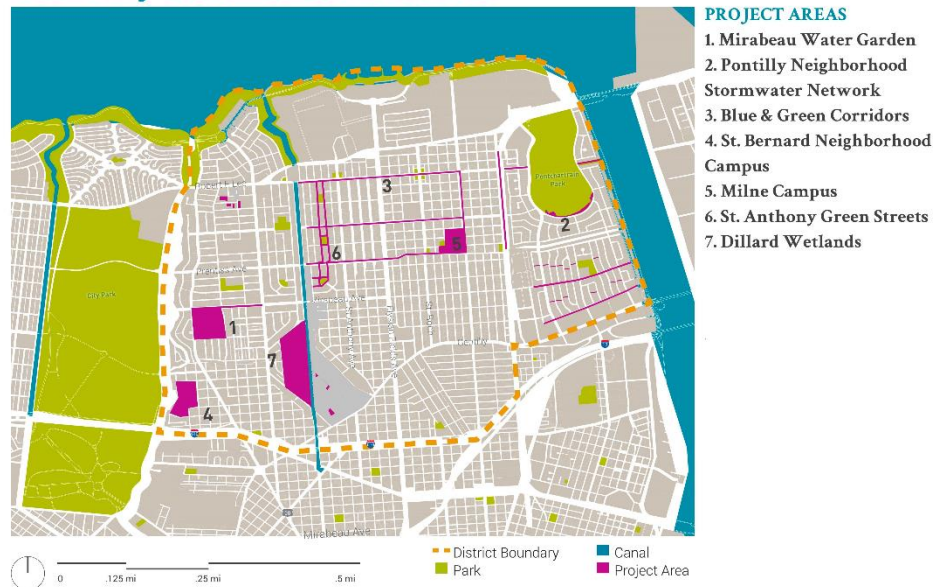 PROJECT AREAS
1. Mirabeau Water Garden
2. Pontilly Neighborhood
Stormwater Network
3. Blue & Green Corridors
4. St. Bernard Neighborhood
Campus
5. Milne Campus
6. St. Anthony Green Streets
7. Dillard Wetlands
3
Pontchartrain
Park
2
5
6
City Park
1
7
Gentilly
4
Mirabeau Ave
0
.125 mi
.25 mi
.5 mi
District Boundary
Park
Canal
Project Area